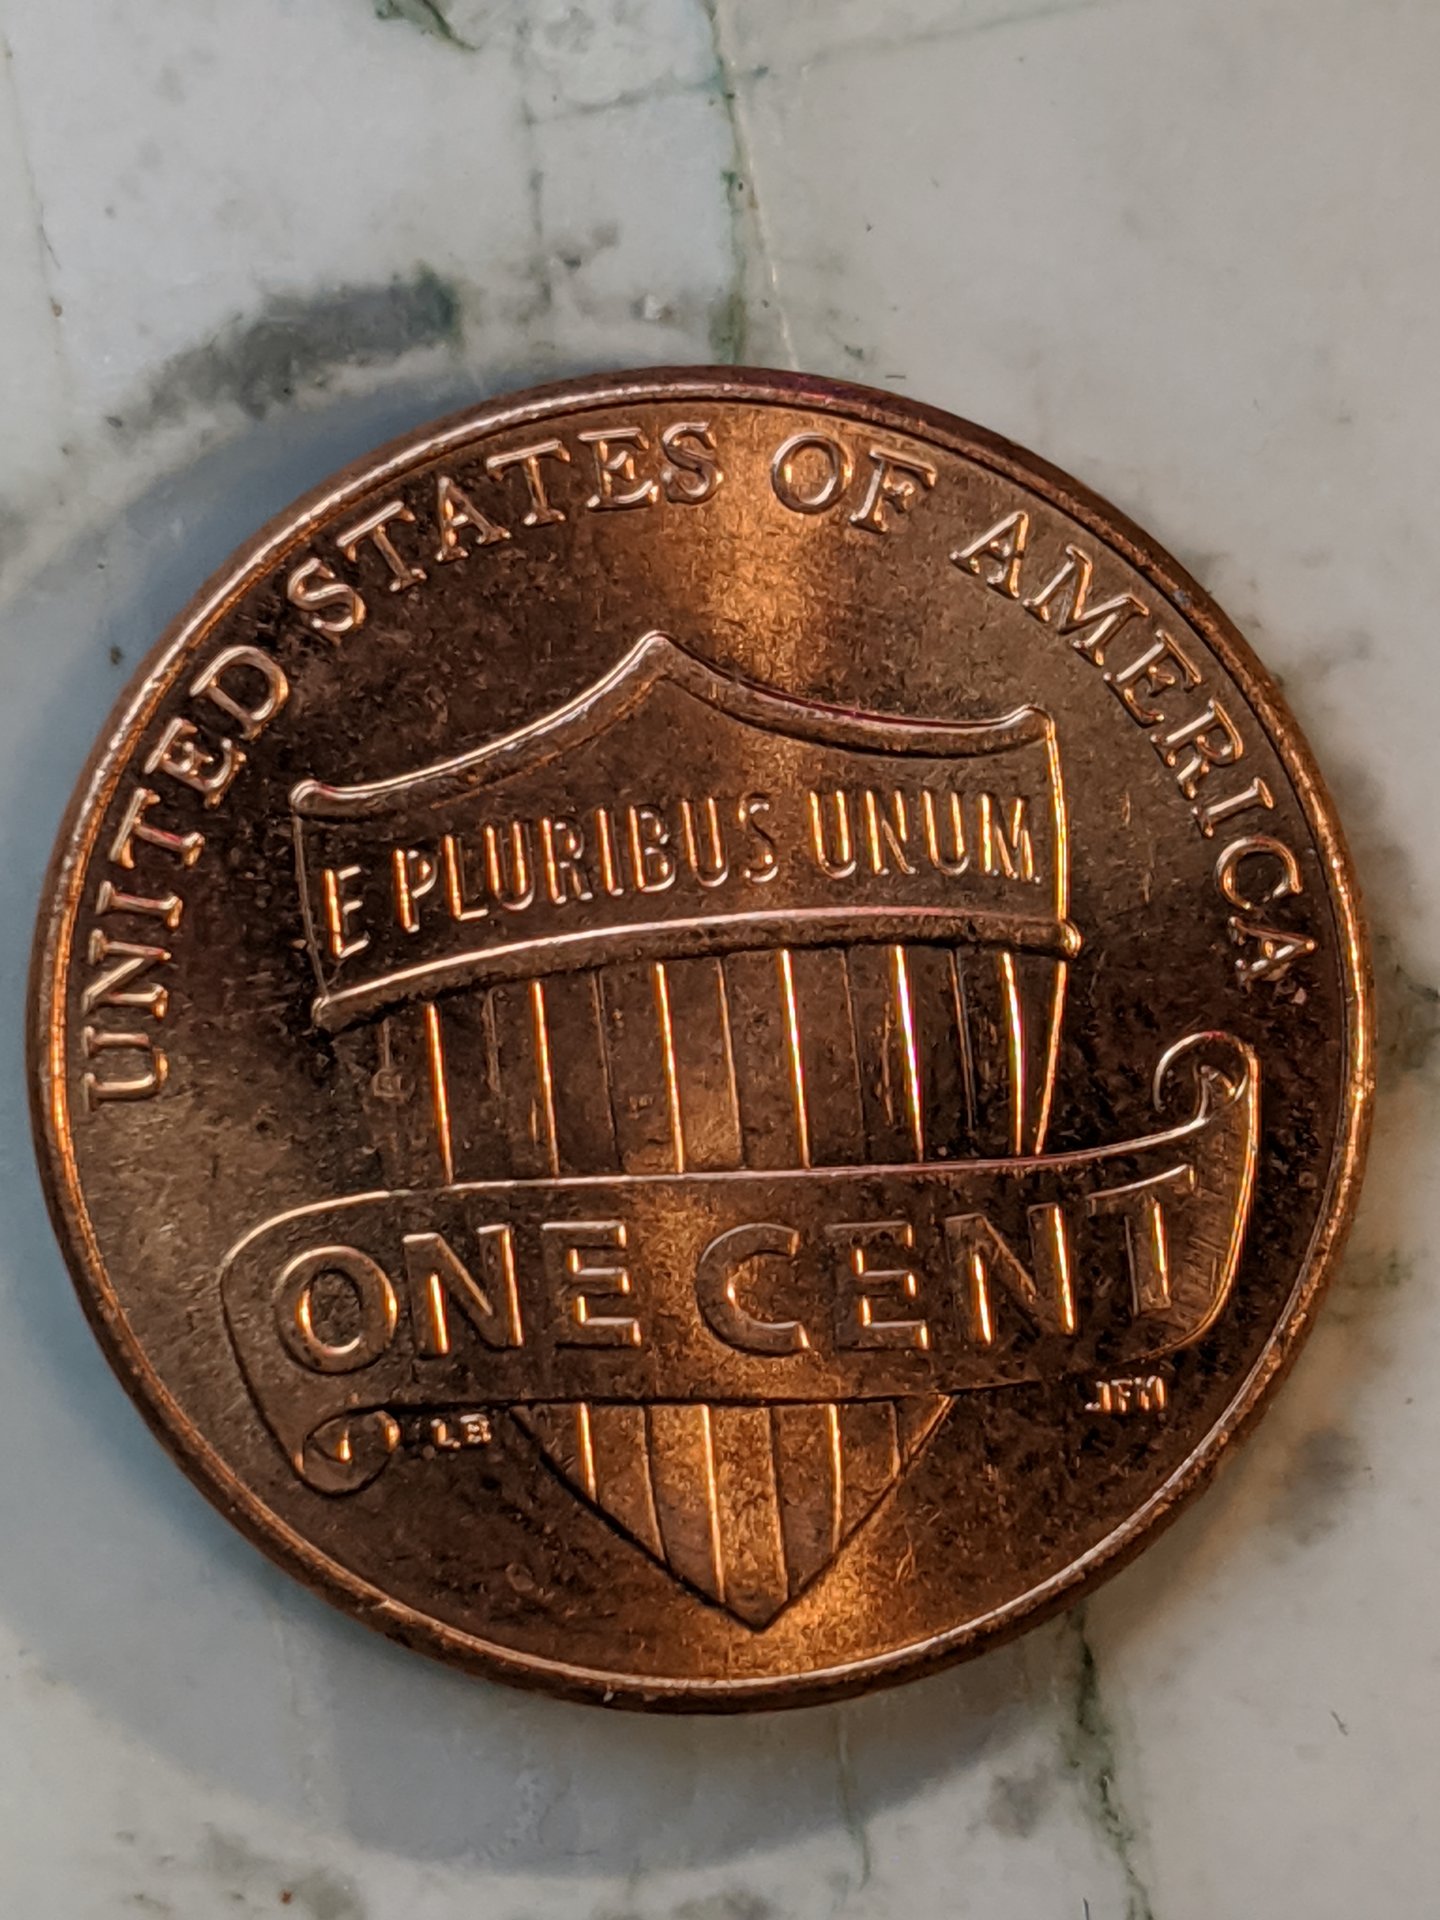 UNITED STATES OF AMERICA
E PLURIBUS UNUM
ONE CENT
LB
JFM